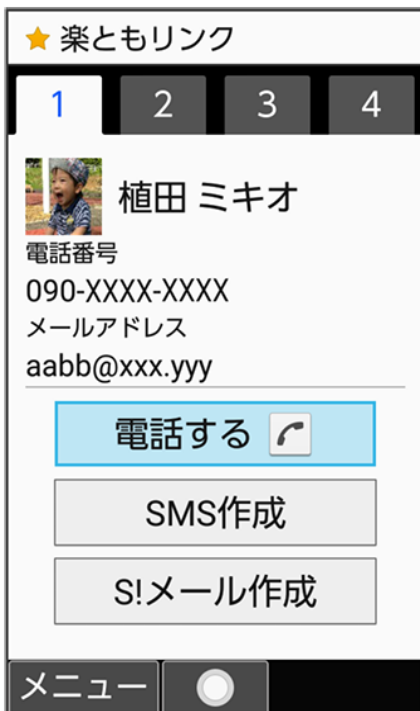 楽ともリンク
1 2 3 4
植田 ミキオ
電話番号
090-XXXX-XXXX
メールアドレス
aabb@xxx.yyy
電話する
SMS作成
S!メール作成
メニュー